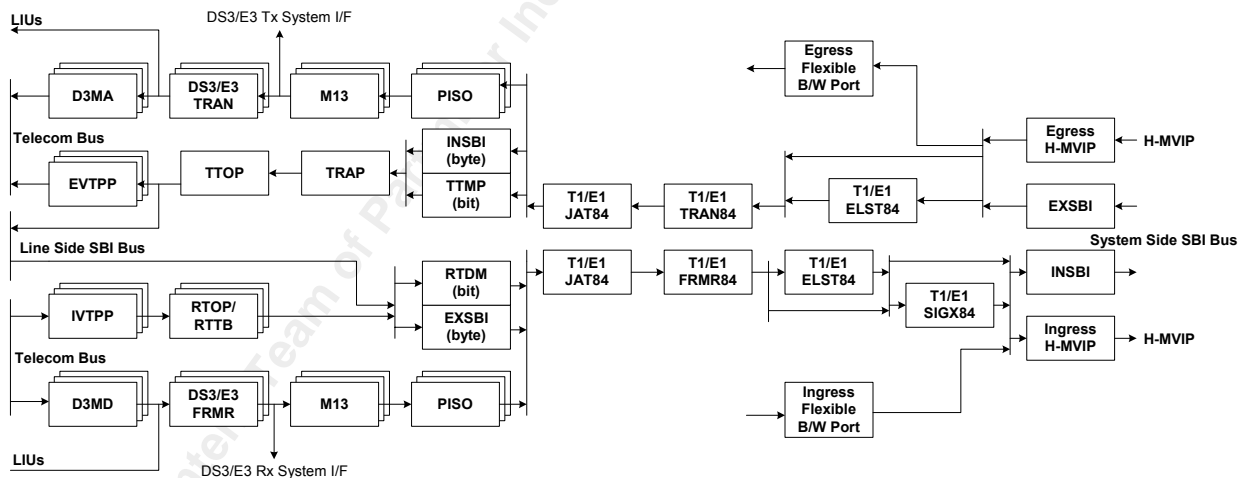 LIUs
DS3/E3 Tx System I/F
D3MA
DS3/E3
TRAN
M13
PISO
Egress
Flexible
B/W Port
Telecom Bus
EVTPP
TTOP
TRAP
INSBI
(byte)
TTMP
(bit)
T1/E1
JAT84
T1/E1
TRAN84
T1/E1
ELST84
Egress
H-MVIP
H-MVIP
EXSBI
System Side SBI Bus
Line Side SBI Bus
IVTPP
RTOP/
RTTB
RTDM
(bit)
EXSBI
(byte)
T1/E1
JAT84
T1/E1
FRMR84
T1/E1
ELST84
T1/E1
SIGX84
INSBI
Ingress
H-MVIP
H-MVIP
Telecom Bus
D3MD
DS3/E3
FRMR
M13
PISO
Ingress
Flexible
B/W Port
LIUs
DS3/E3 Rx System I/F
Team of